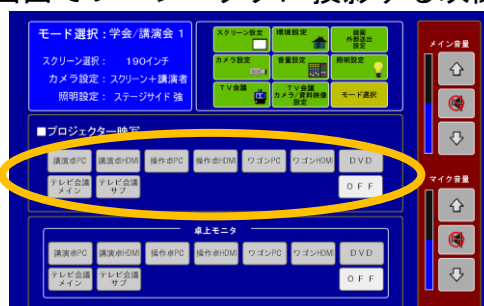 モード選択：学会/講演会 1
スクリーン選択： 190インチ
カメラ設定：スクリーン＋講演者
照明設定： ステージサイド 強
スクリーン設定
環境設定
録画
外部送出
設定
カメラ設定
音量設定
照明設定
TV会議
TV会議
カメラ/資料映像
設定
モード選択
メイン音量
■プロジェクター映写
講演卓PC
講演卓HDMI
操作卓PC
操作卓HDMI
ワゴンPC
ワゴンHDMI
DVD
テレビ会議
メイン
テレビ会議
サブ
OFF
マイク音量
卓上モニタ
講演卓PC
講演卓HDMI
操作卓PC
操作卓HDMI
ワゴンPC
ワゴンHDMI
DVD
テレビ会議
メイン
テレビ会議
サブ
OFF